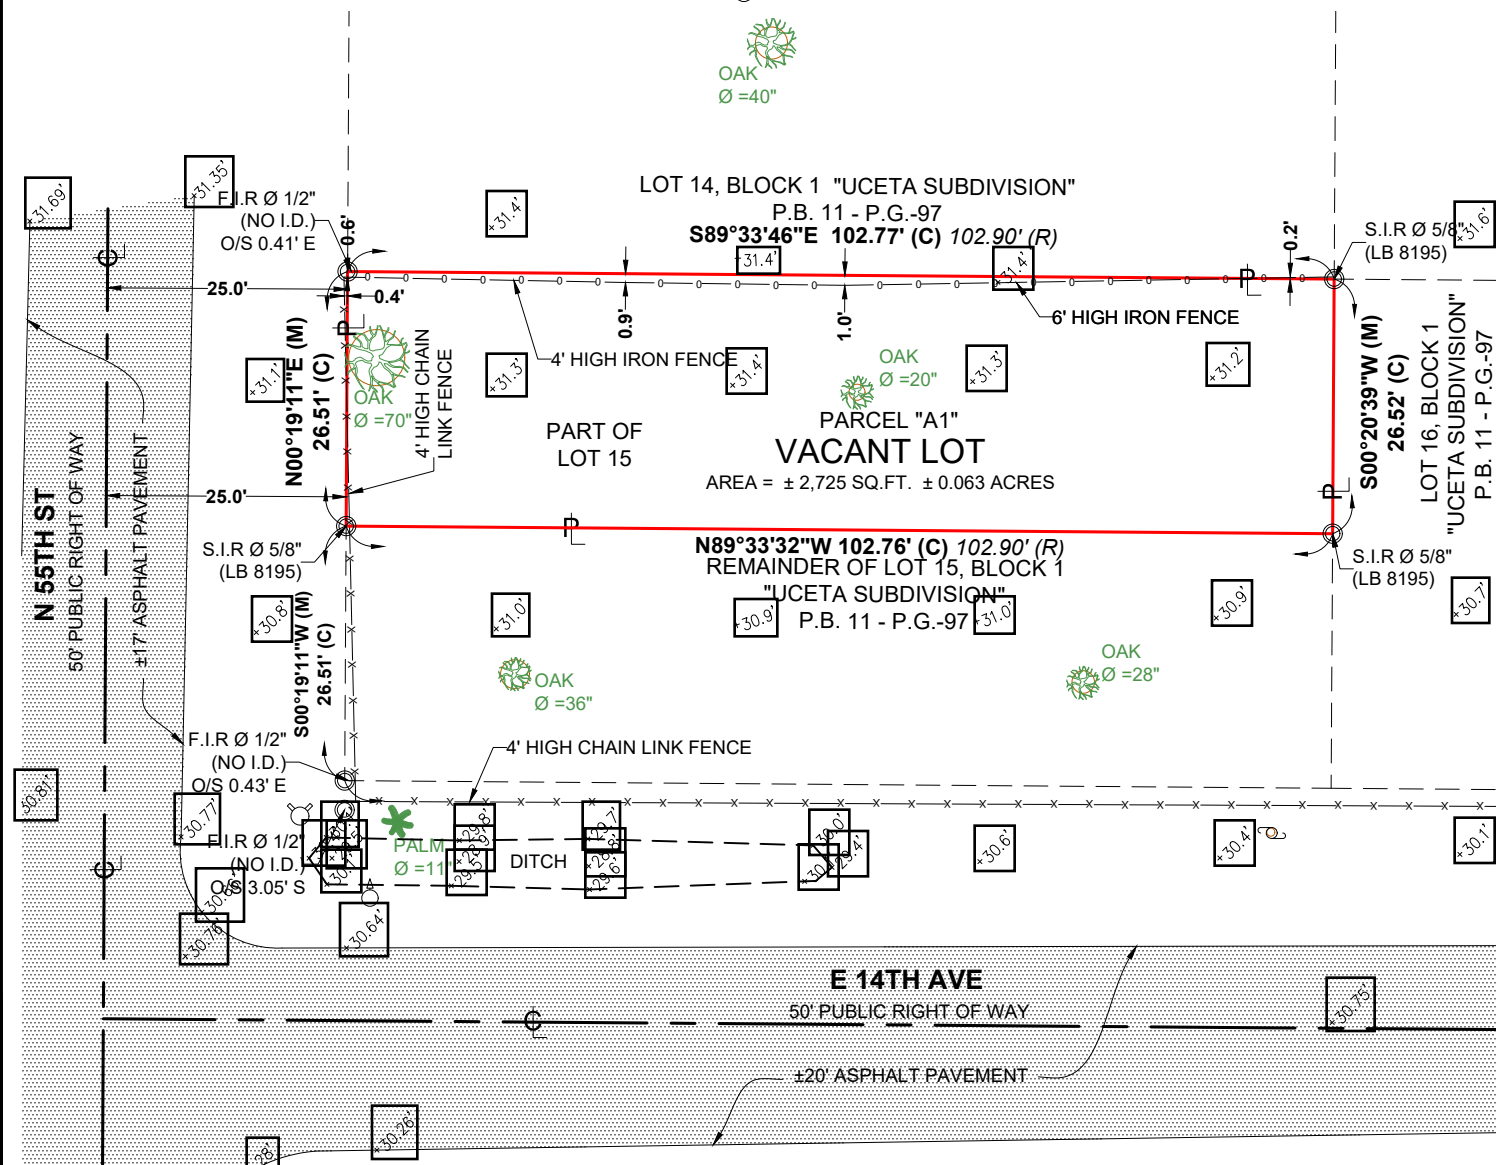 OAK
Ø =40"
+31.69'
+31.35'
F.I.R Ø 1/2"
(NO I.D.)
O/S 0.41' E
0.6'
+31.4'
LOT 14, BLOCK 1 "UCETA SUBDIVISION"
P.B. 11 - P.G.-97
S89°33'46"E 102.77' (C) 102.90' (R)
+31.4'
+31.4'
0.2'
S.I.R Ø 5/8"
(LB 8195)
+31.6'
25.0'
0.4'
0.9'
1.0'
6' HIGH IRON FENCE
4' HIGH IRON FENCE
N00°19'11"E (M)
26.51' (C)
+31.1'
OAK
Ø =70"
4' HIGH CHAIN
LINK FENCE
+31.3'
+31.4'
OAK
Ø =20"
+31.3'
+31.2'
S00°20'39"W (M)
26.52' (C)
LOT 16, BLOCK 1
"UCETA SUBDIVISION"
P.B. 11 - P.G.-97
PART OF
LOT 15
PARCEL "A1"
VACANT LOT
AREA = ± 2,725 SQ.FT. ± 0.063 ACRES
25.0'
N 55TH ST
50' PUBLIC RIGHT OF WAY
±17' ASPHALT PAVEMENT
S.I.R Ø 5/8"
(LB 8195)
N89°33'32"W 102.76' (C) 102.90' (R)
REMAINDER OF LOT 15, BLOCK 1
"UCETA SUBDIVISION"
P.B. 11 - P.G.-97
S.I.R Ø 5/8"
(LB 8195)
+30.8'
S00°19'11"W (M)
26.51' (C)
+31.0'
+30.9'
+31.0'
+30.9'
+30.7'
OAK
Ø =36"
OAK
Ø =28"
F.I.R Ø 1/2"
(NO I.D.)
O/S 0.43' E
4' HIGH CHAIN LINK FENCE
+30.81'
+30.77'
F.I.R Ø 1/2"
(NO I.D.)
O/S 3.05' S
PALM
Ø =11"
DITCH
+29.7'
+29.6'
+30.0'
+29.4'
+30.6'
+30.4'
+30.1'
+30.76'
+30.64'
E 14TH AVE
50' PUBLIC RIGHT OF WAY
+30.75'
±20' ASPHALT PAVEMENT
+30.26'